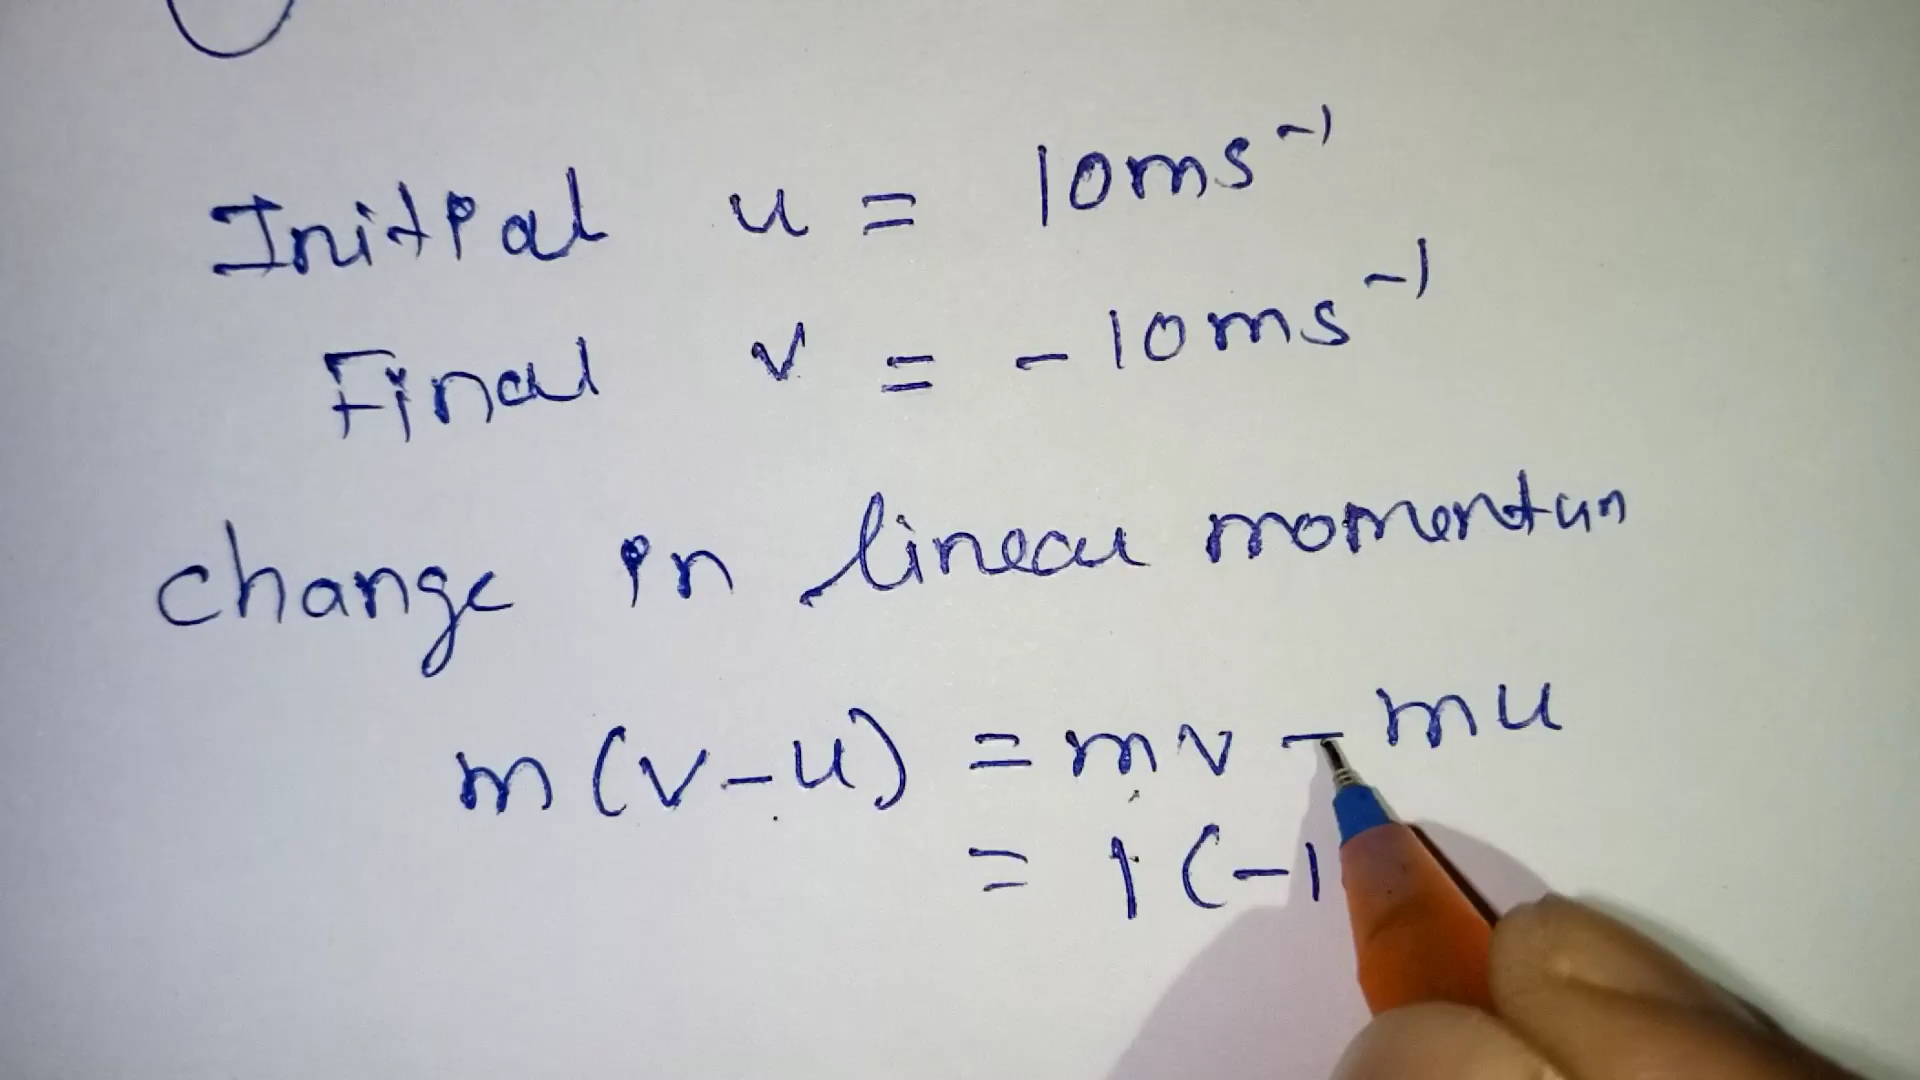 Initial u = 10ms⁻¹
Final v = -10ms⁻¹
change in linear momentum
m(v-u) = mv - mu
= 1(-1